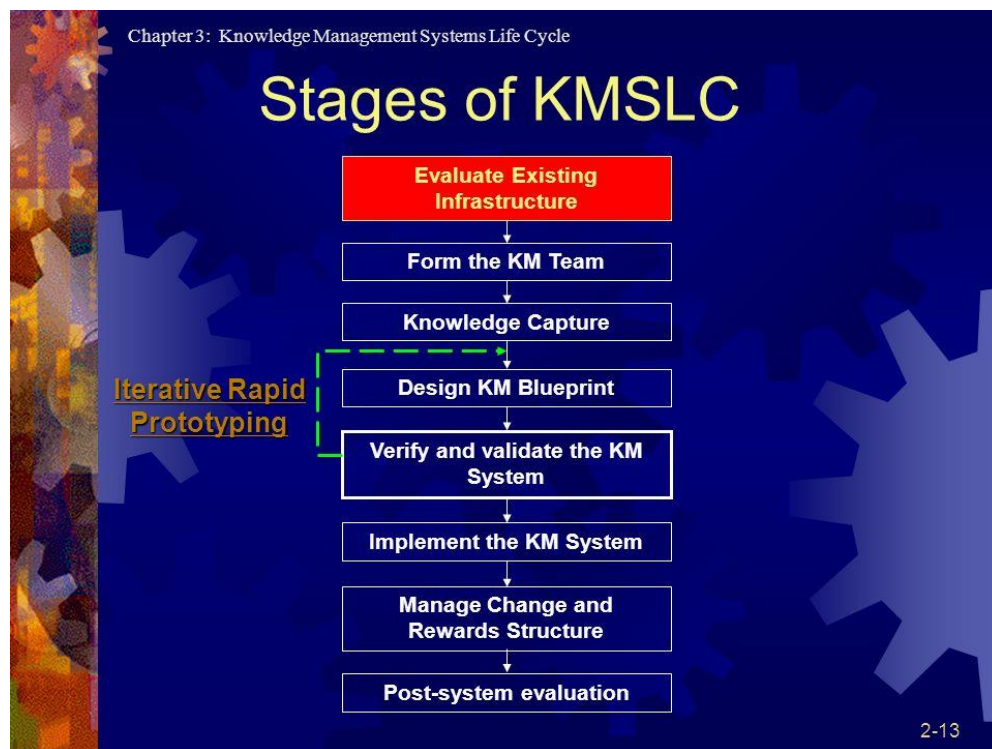 Chapter 3: Knowledge Management Systems Life Cycle
Stages of KMSLC
Evaluate Existing
Infrastructure
Form the KM Team
Knowledge Capture
Iterative Rapid
Prototyping
Design KM Blueprint
Verify and validate the KM
System
Implement the KM System
Manage Change and
Rewards Structure
Post-system evaluation
2-13